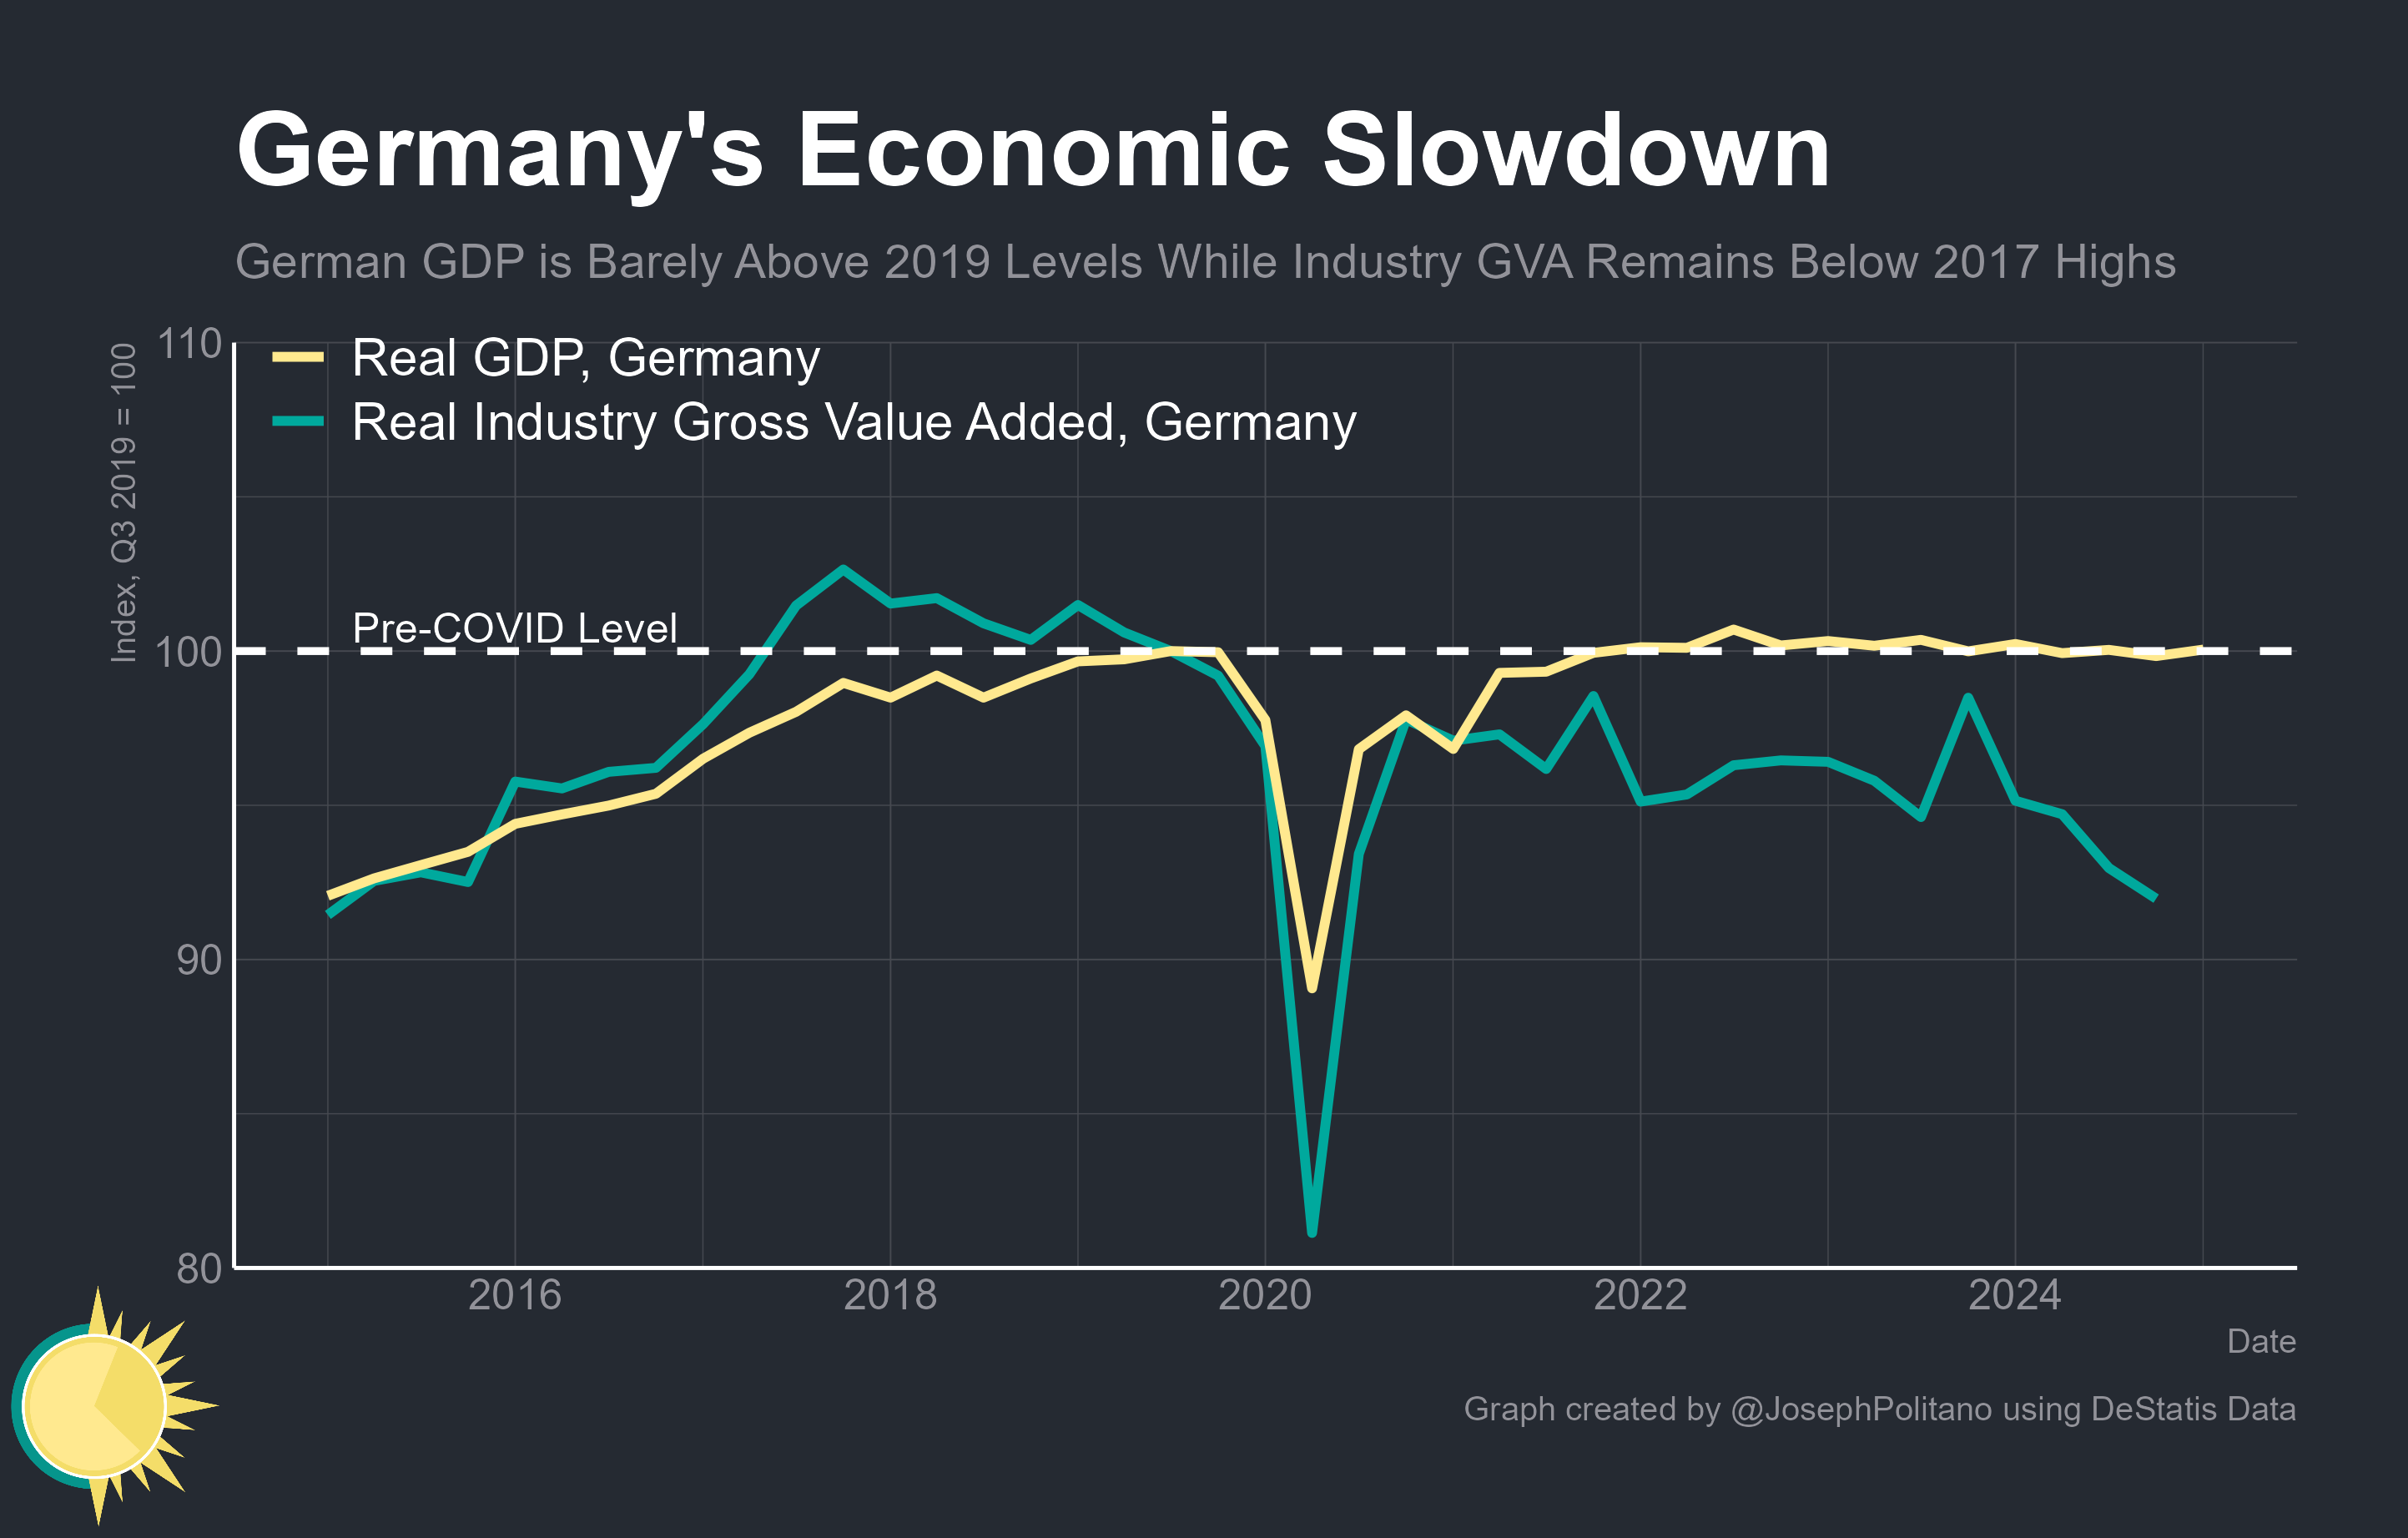 Germany's Economic Slowdown
German GDP is Barely Above 2019 Levels While Industry GVA Remains Below 2017 Highs
Index, Q3 2019 = 100
110
100
90
80
Real GDP, Germany
Real Industry Gross Value Added, Germany
Pre-COVID Level
2016 2018 2020 2022 2024
Date
Graph created by @JosephPolitano using DeStatis Data